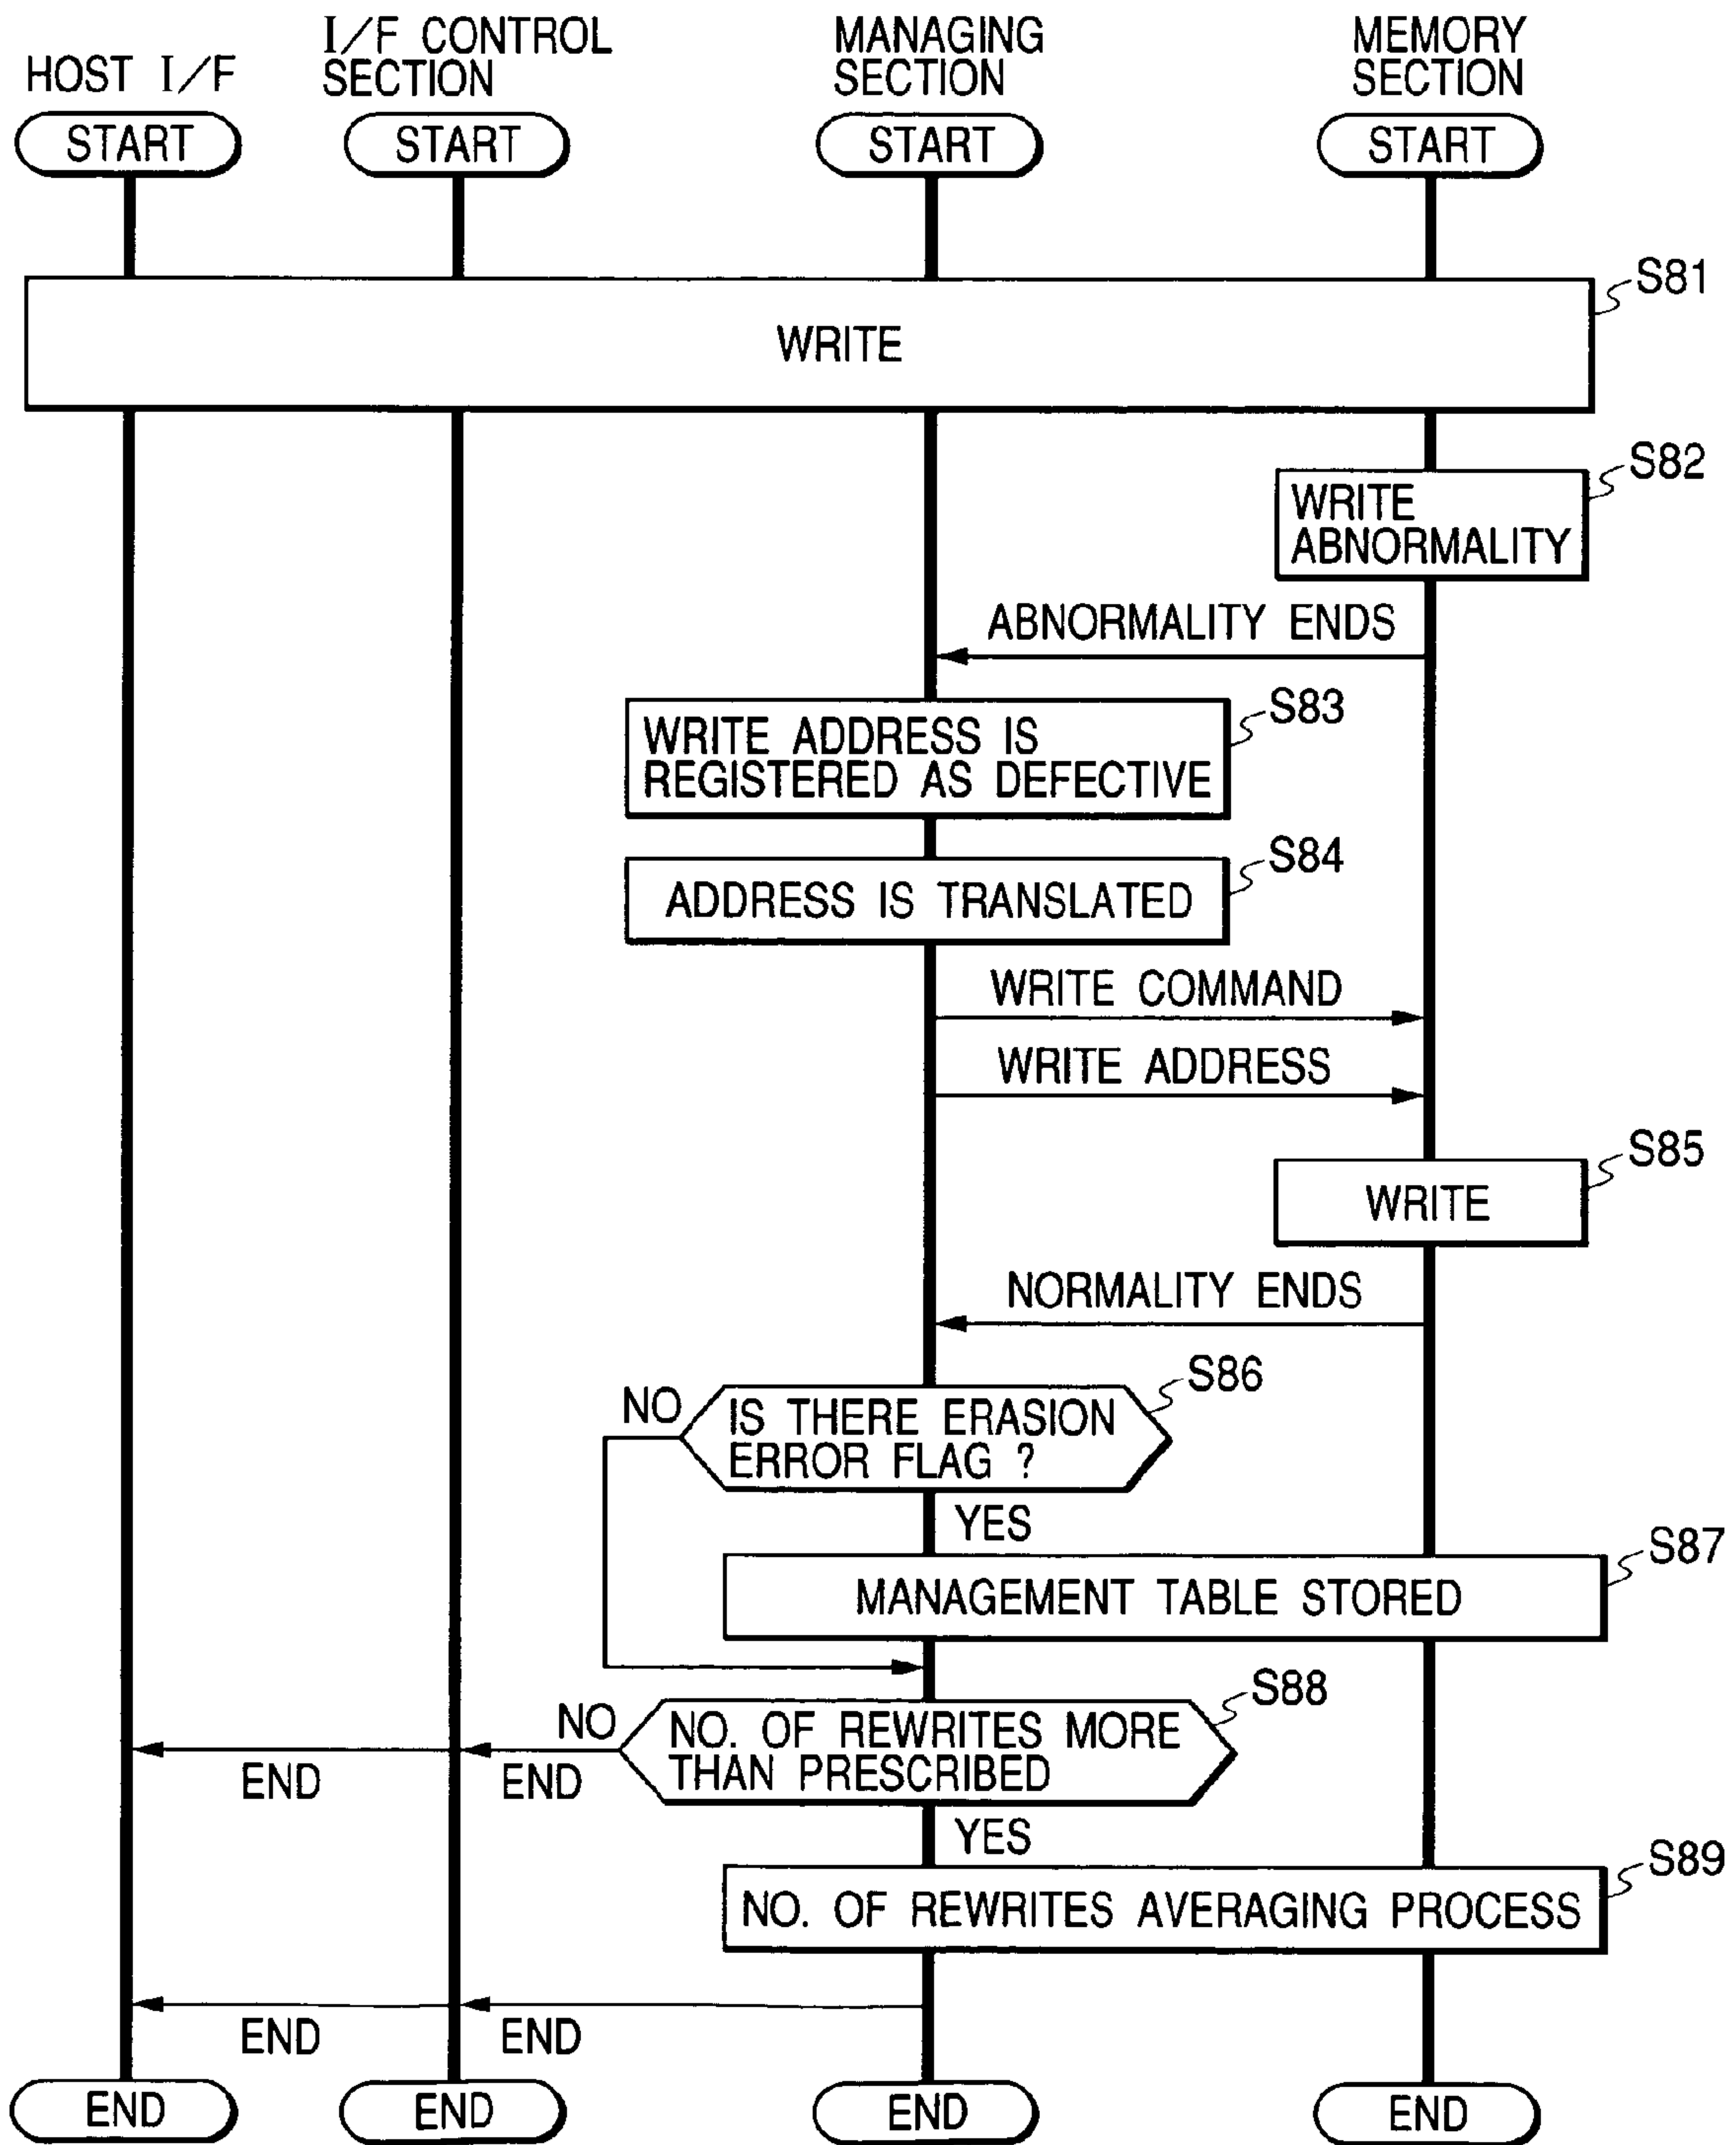 HOST I/F
I/F CONTROL
SECTION
MANAGING
SECTION
MEMORY
SECTION
START
START
START
START
S81
WRITE
S82
WRITE
ABNORMALITY
ABNORMALITY ENDS
S83
WRITE ADDRESS IS
REGISTERED AS DEFECTIVE
S84
ADDRESS IS TRANSLATED
WRITE COMMAND
WRITE ADDRESS
S85
WRITE
NORMALITY ENDS
S86
NO
IS THERE ERASION
ERROR FLAG ?
YES
S87
MANAGEMENT TABLE STORED
S88
NO
NO. OF REWRITES MORE
THAN PRESCRIBED
END
END
YES
S89
NO. OF REWRITES AVERAGING PROCESS
END
END
END
END
END
END